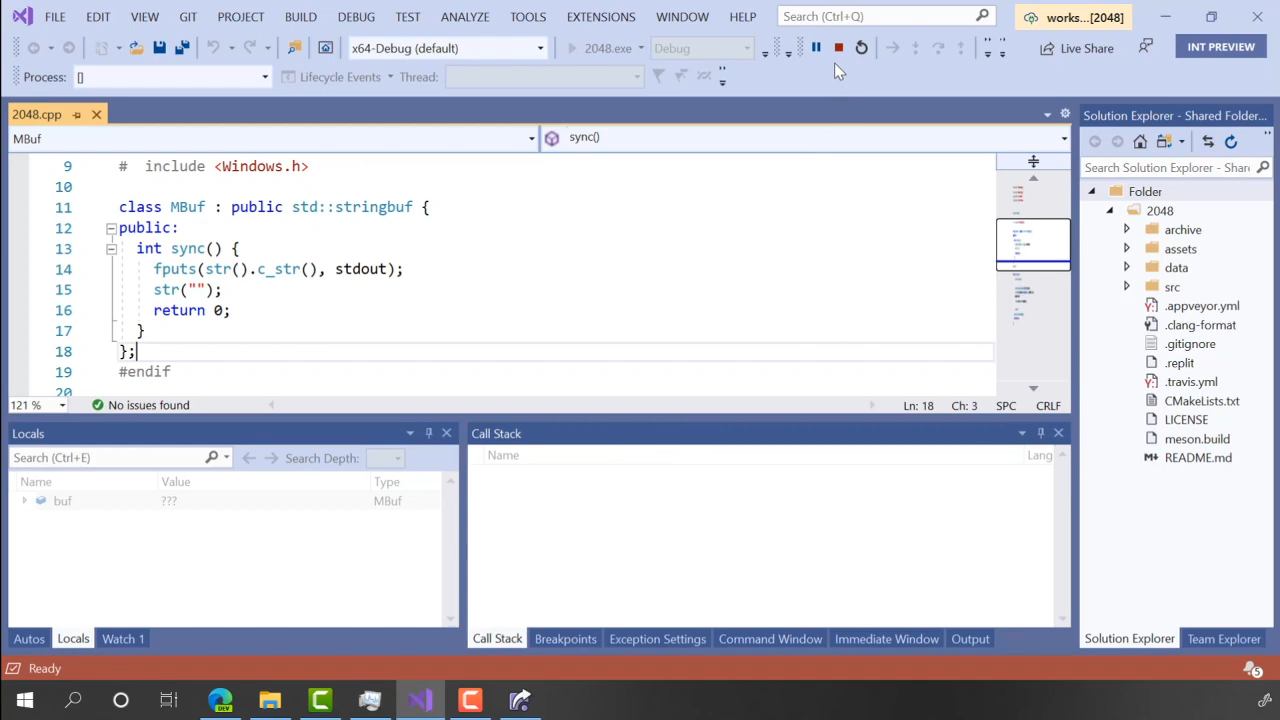 FILE EDIT VIEW GIT PROJECT BUILD DEBUG TEST ANALYZE TOOLS EXTENSIONS WINDOW HELP Search (Ctrl+Q) works... [2048]
x64-Debug (default) 2048.exe Debug Live Share INT PREVIEW
Process: [] Lifecycle Events Thread:
2048.cpp
MBuf sync()
9 # include <Windows.h>
10
11 class MBuf : public std::stringbuf {
12 public:
13 int sync() {
14 fputs(str().c_str(), stdout);
15 str("");
16 return 0;
17 }
18 };
19 #endif
20
121 % No issues found Ln: 18 Ch: 3 SPC CRLF
Locals
Search (Ctrl+E) Search Depth:
Name Value Type
buf ??? MBuf
Autos Locals Watch 1
Call Stack
Name Lang
Call Stack Breakpoints Exception Settings Command Window Immediate Window Output
Solution Explorer - Shared Folder...
Search Solution Explorer - Share
Folder
2048
archive
assets
data
src
.appveyor.yml
.clang-format
.gitignore
.replit
.travis.yml
CMakeLists.txt
LICENSE
meson.build
README.md
Solution Explorer Team Explorer
Ready 5
DEV